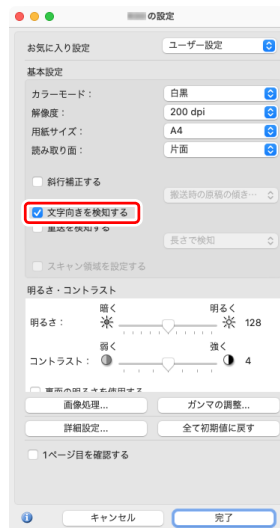 の設定
お気に入り設定 ユーザー設定
基本設定
カラーモード： 白黒
解像度： 200 dpi
用紙サイズ： A4
読み取り面： 片面
斜行補正する
搬送時の原稿の傾き…
文字向きを検知する
重送を検知する
長さで検知
スキャン領域を設定する
明るさ・コントラスト
暗く 明るく
明るさ： 128
弱く 強く
コントラスト： 4
裏面の明るさを使用する
画像処理... ガンマの調整...
詳細設定... 全て初期値に戻す
1ページ目を確認する
キャンセル 完了